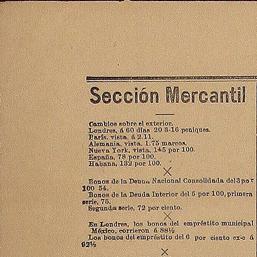 Sección Mercantil
Cambios sobre el exterior.
Londres, á 60 días 20 3-16 peniques.
París, vista, á 2.11.
Alemania, vista, 1.75 marcos.
Nueva York, vista, 145 por 100.
España, 78 por 100.
Habana, 132 por 100.
Bonos de la Deuda Nacional Consolidada del 3 por
100 54.
Bonos de la Deuda Interior del 5 por 100, primera
serie, 75.
Segunda serie, 72 por ciento.
En Londres, los bonos del empréstito municipal
México, corrieron á 88½
Los bonos del empréstito del 6 por ciento á
92½